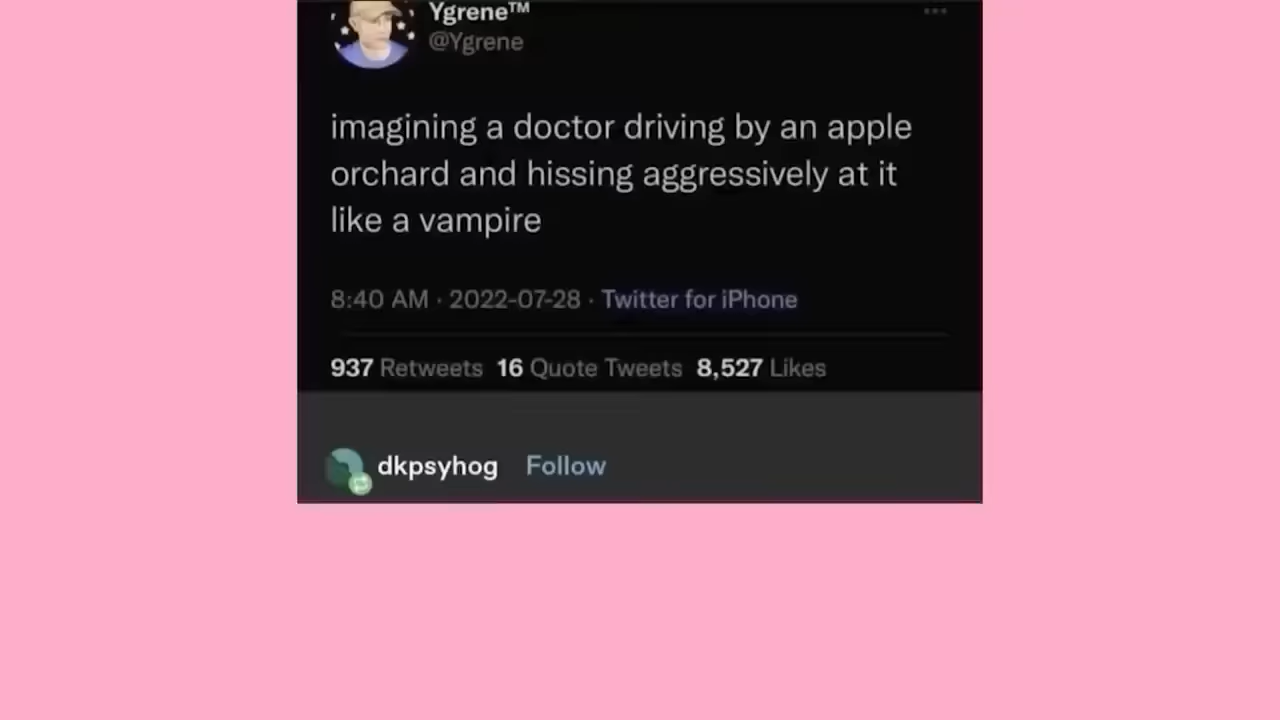 Ygrene™
@Ygrene
imagining a doctor driving by an apple
orchard and hissing aggressively at it
like a vampire
8:40 AM · 2022-07-28 · Twitter for iPhone
937 Retweets 16 Quote Tweets 8,527 Likes
dkpsyhog Follow